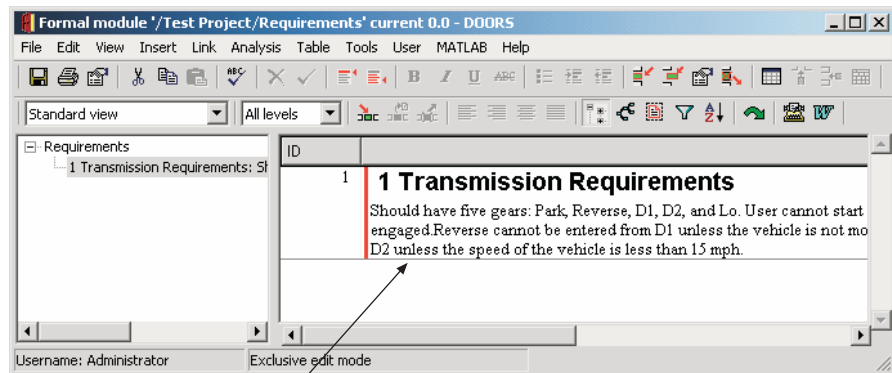 Formal module '/Test Project/Requirements' current 0.0 - DOORS
File Edit View Insert Link Analysis Table Tools User MATLAB Help
ABC B I U ABC
Standard view All levels W
Requirements
1 Transmission Requirements: Sh
ID
1 1 Transmission Requirements
Should have five gears: Park, Reverse, D1, D2, and Lo. User cannot start
engaged.Reverse cannot be entered from D1 unless the vehicle is not mo
D2 unless the speed of the vehicle is less than 15 mph.
Username: Administrator Exclusive edit mode